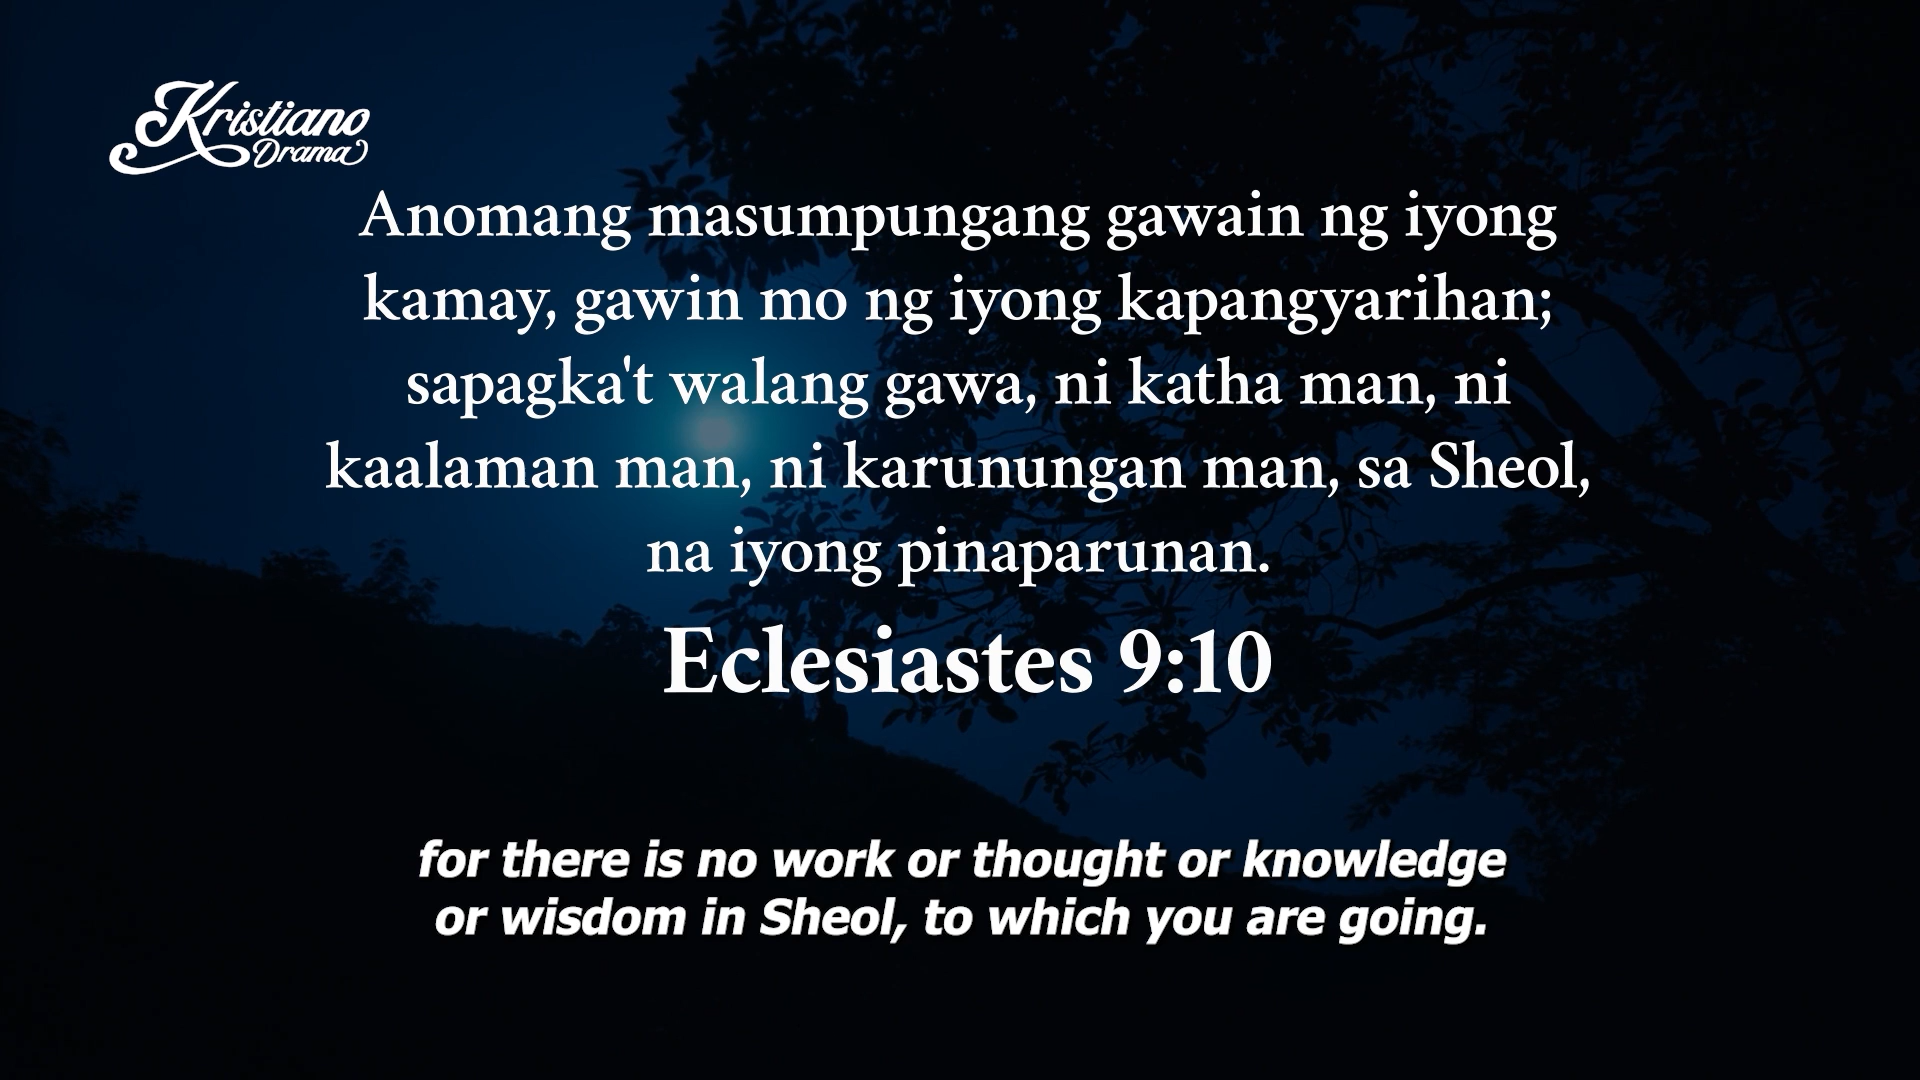 Kristiano
Drama
Anomang masumpungang gawain ng iyong
kamay, gawin mo ng iyong kapangyarihan;
sapagka't walang gawa, ni katha man, ni
kaalaman man, ni karunungan man, sa Sheol,
na iyong pinaparunan.
Eclesiastes 9:10
for there is no work or thought or knowledge
or wisdom in Sheol, to which you are going.